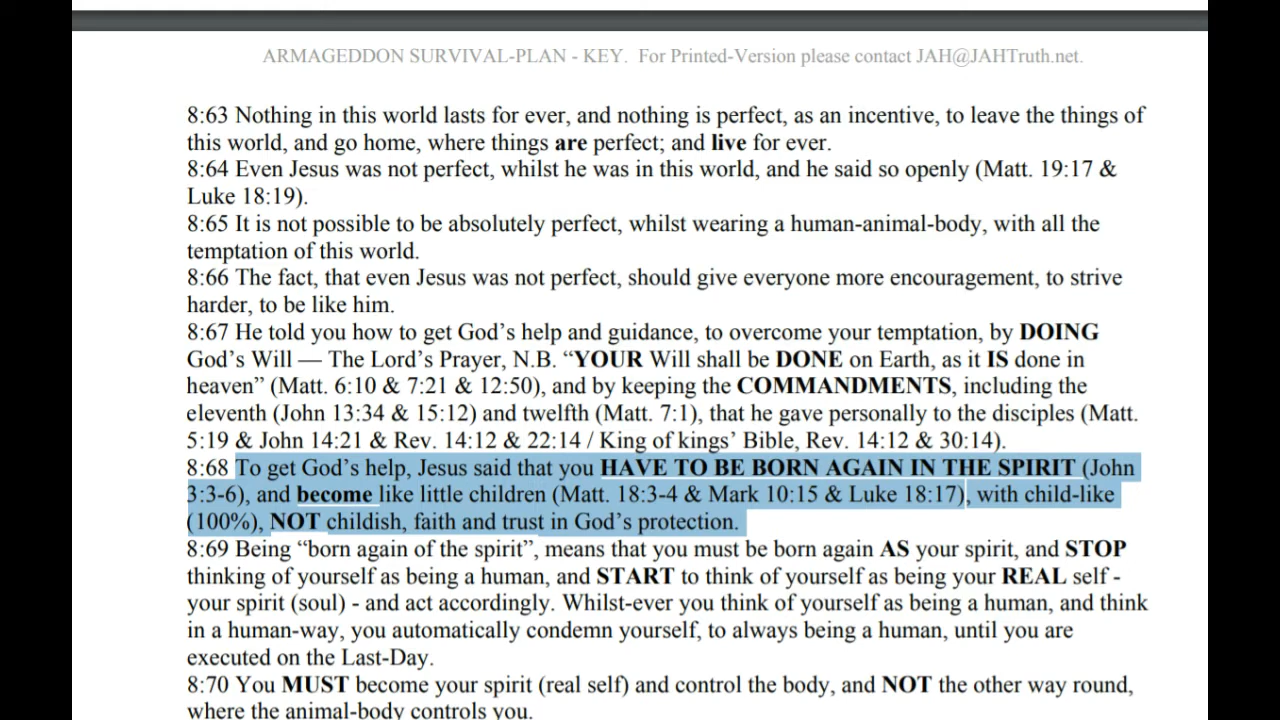 ARMAGEDDON SURVIVAL-PLAN - KEY.  For Printed-Version please contact JAH@JAHTruth.net.
8:63 Nothing in this world lasts for ever, and nothing is perfect, as an incentive, to leave the things of
this world, and go home, where things are perfect; and live for ever.
8:64 Even Jesus was not perfect, whilst he was in this world, and he said so openly (Matt. 19:17 &
Luke 18:19).
8:65 It is not possible to be absolutely perfect, whilst wearing a human-animal-body, with all the
temptation of this world.
8:66 The fact, that even Jesus was not perfect, should give everyone more encouragement, to strive
harder, to be like him.
8:67 He told you how to get God's help and guidance, to overcome your temptation, by DOING
God's Will — The Lord's Prayer, N.B. “YOUR Will shall be DONE on Earth, as it IS done in
heaven” (Matt. 6:10 & 7:21 & 12:50), and by keeping the COMMANDMENTS, including the
eleventh (John 13:34 & 15:12) and twelfth (Matt. 7:1), that he gave personally to the disciples (Matt.
5:19 & John 14:21 & Rev. 14:12 & 22:14 / King of kings' Bible, Rev. 14:12 & 30:14).
8:68 To get God's help, Jesus said that you HAVE TO BE BORN AGAIN IN THE SPIRIT (John
3:3-6), and become like little children (Matt. 18:3-4 & Mark 10:15 & Luke 18:17), with child-like
(100%), NOT childish, faith and trust in God's protection.
8:69 Being “born again of the spirit”, means that you must be born again AS your spirit, and STOP
thinking of yourself as being a human, and START to think of yourself as being your REAL self -
your spirit (soul) - and act accordingly. Whilst-ever you think of yourself as being a human, and think
in a human-way, you automatically condemn yourself, to always being a human, until you are
executed on the Last-Day.
8:70 You MUST become your spirit (real self) and control the body, and NOT the other way round,
where the animal-body controls you.